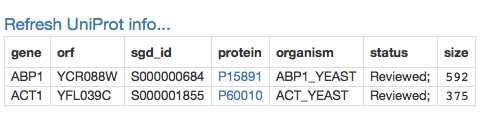 Refresh UniProt info...
gene orf sgd_id protein organism status size
ABP1 YCR088W S000000684 P15891 ABP1_YEAST Reviewed; 592
ACT1 YFL039C S000001855 P60010 ACT_YEAST Reviewed; 375